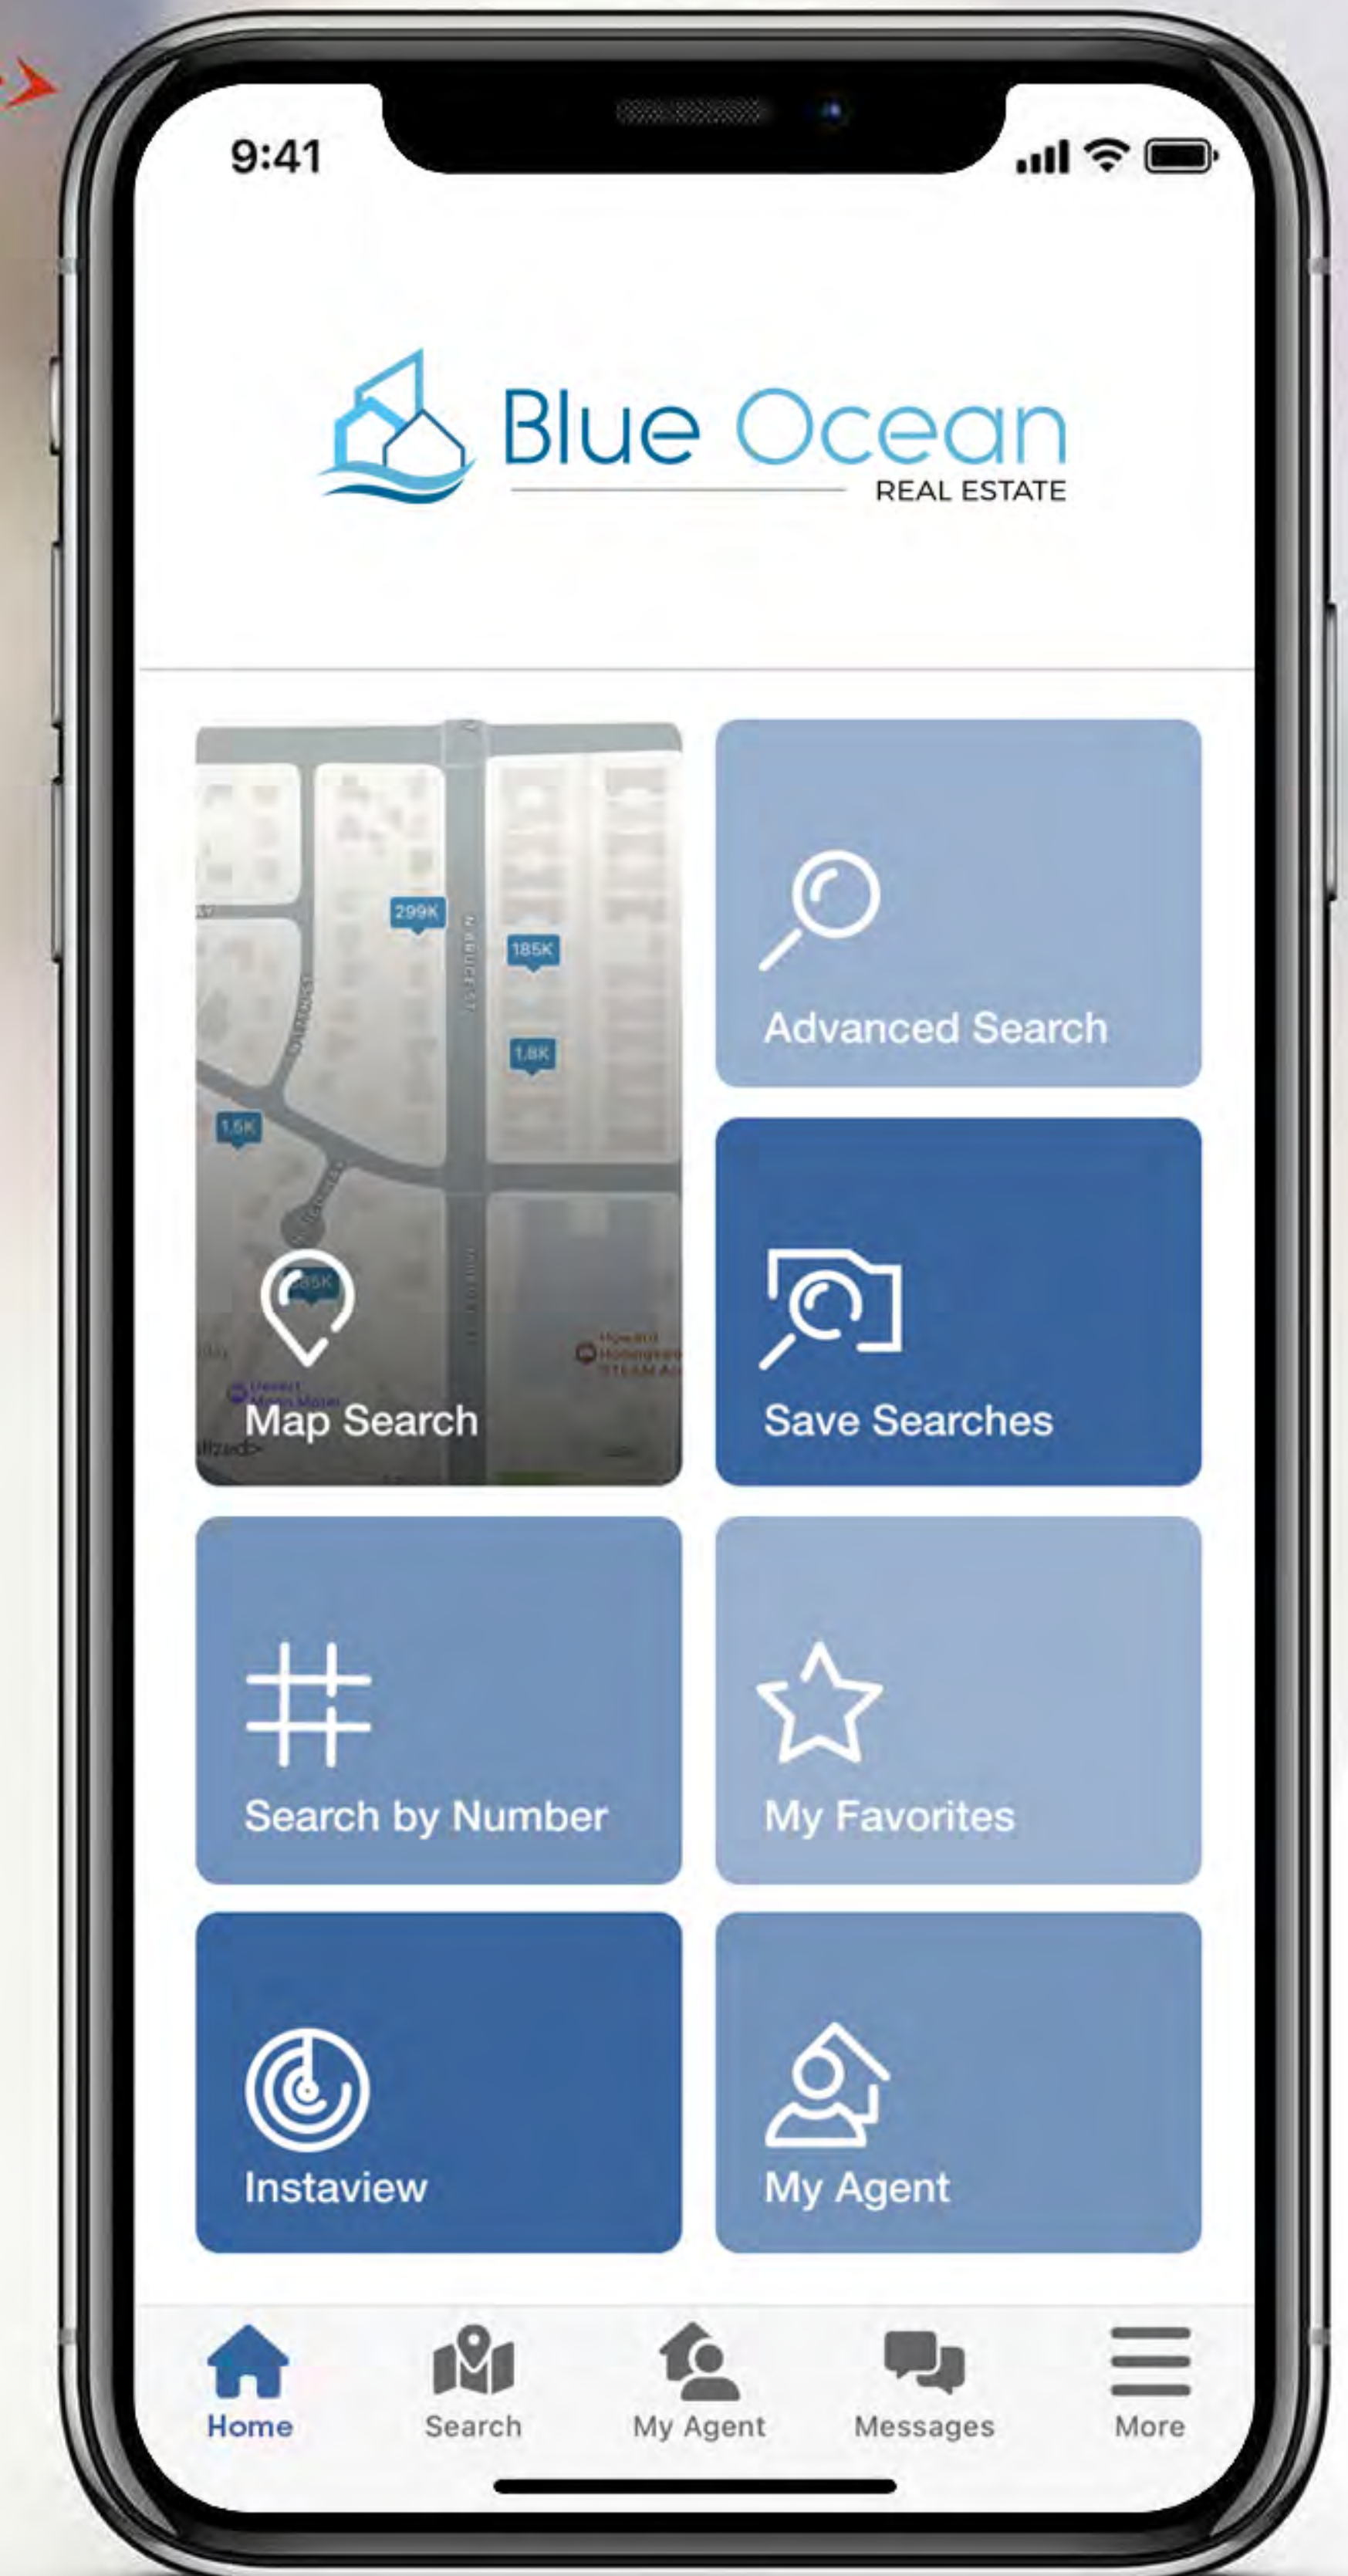 9:41
Blue Ocean
REAL ESTATE
299K
185K
1.8K
1.5K
Map Search
Advanced Search
Save Searches
Search by Number
My Favorites
Instaview
My Agent
Home
Search
My Agent
Messages
More